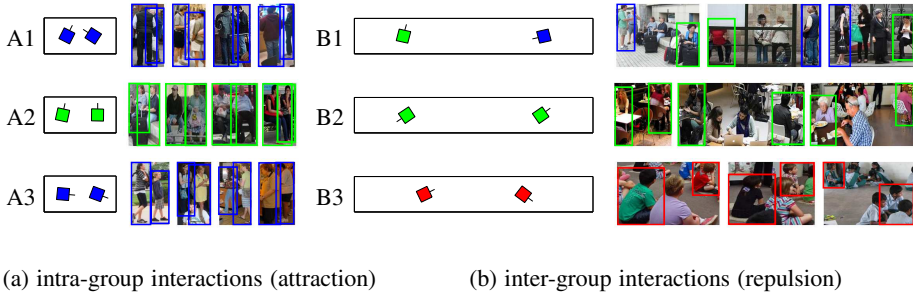 A1
B1
A2
B2
A3
B3
(a) intra-group interactions (attraction)
(b) inter-group interactions (repulsion)